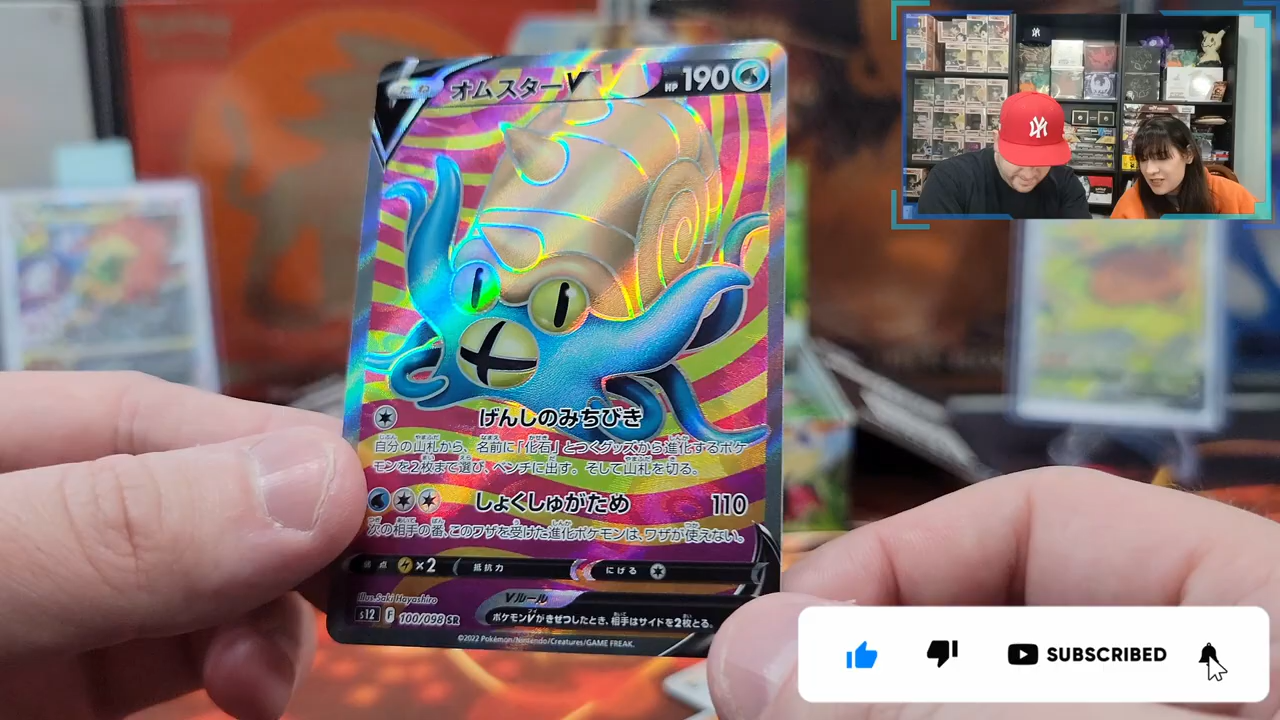 たね
オムスターV
HP 190
げんしのみちびき
自分の山札から、名前に「化石」とつくグッズから進化するポケ
モンを2枚まで選び、ベンチに出す。そして山札を切る。
しょくしゅがため 110
次の相手の番、このワザを受けた進化ポケモンは、ワザが使えない。
弱点 ×2 抵抗力 にげる
Illus. Saki Hayashiro
Vルール
s12 F 100/098 SR
ポケモンVがきぜつしたとき、相手はサイドを2枚とる。
©2022 Pokémon/Nintendo/Creatures/GAME FREAK.
SUBSCRIBED